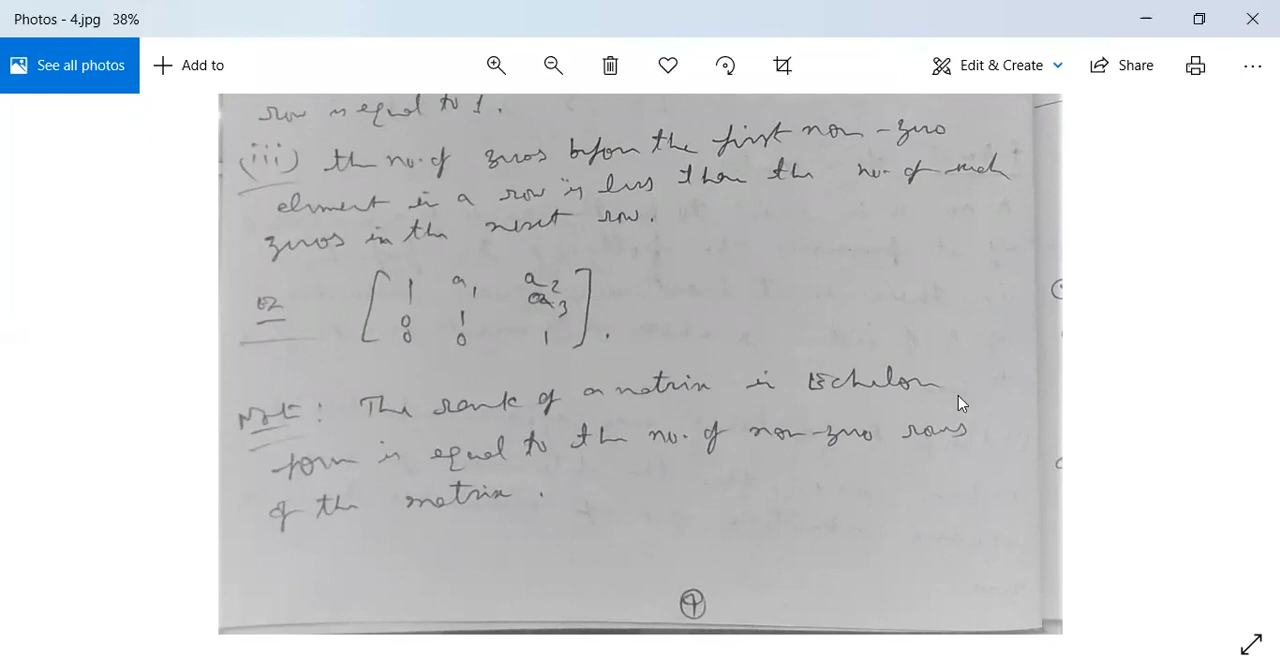 Photos - 4.jpg 38%
See all photos
Add to
Edit & Create
Share
row is equal to 1.
(iii) the no. of zeros before the first non-zero
element in a row is less than the no. of such
zeros in the next row.
Ex
1 a1 a2
0 1 a3
0 0 1 .
Note: The rank of a matrix in Echelon
form is equal to the no. of non-zero rows
of the matrix.
4